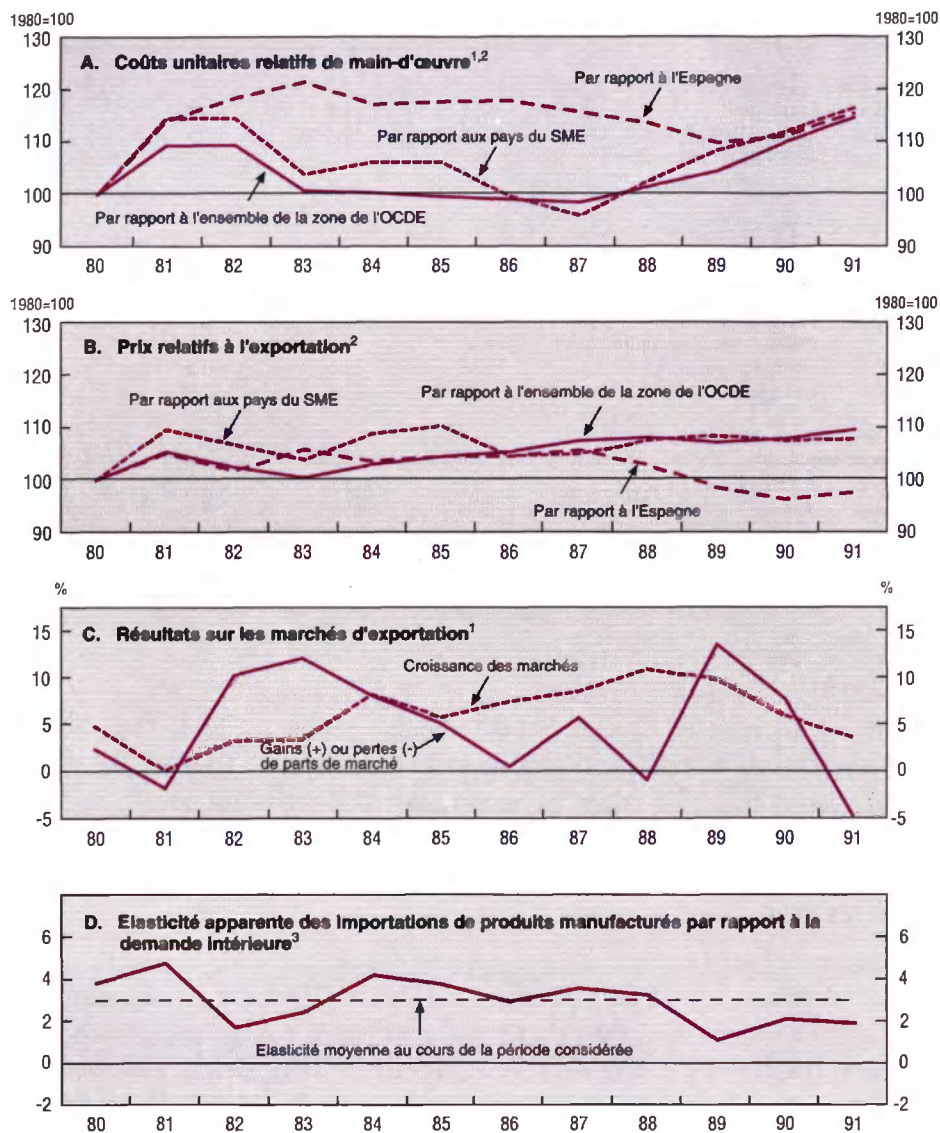 1980=100 1980=100
A. Coûts unitaires relatifs de main-d'œuvre1,2
130 130
120 120
110 110
100 100
90 90
Par rapport à l'Espagne
Par rapport aux pays du SME
Par rapport à l'ensemble de la zone de l'OCDE
80 81 82 83 84 85 86 87 88 89 90 91
1980=100 1980=100
B. Prix relatifs à l'exportation2
130 130
120 120
110 110
100 100
90 90
Par rapport aux pays du SME
Par rapport à l'ensemble de la zone de l'OCDE
Par rapport à l'Espagne
80 81 82 83 84 85 86 87 88 89 90 91
% %
C. Résultats sur les marchés d'exportation1
15 15
10 10
5 5
0 0
-5 -5
Croissance des marchés
Gains (+) ou pertes (-)
de parts de marché
80 81 82 83 84 85 86 87 88 89 90 91
D. Elasticité apparente des importations de produits manufacturés par rapport à la
demande intérieure3
6 6
4 4
2 2
0 0
-2 -2
Elasticité moyenne au cours de la période considérée
80 81 82 83 84 85 86 87 88 89 90 91